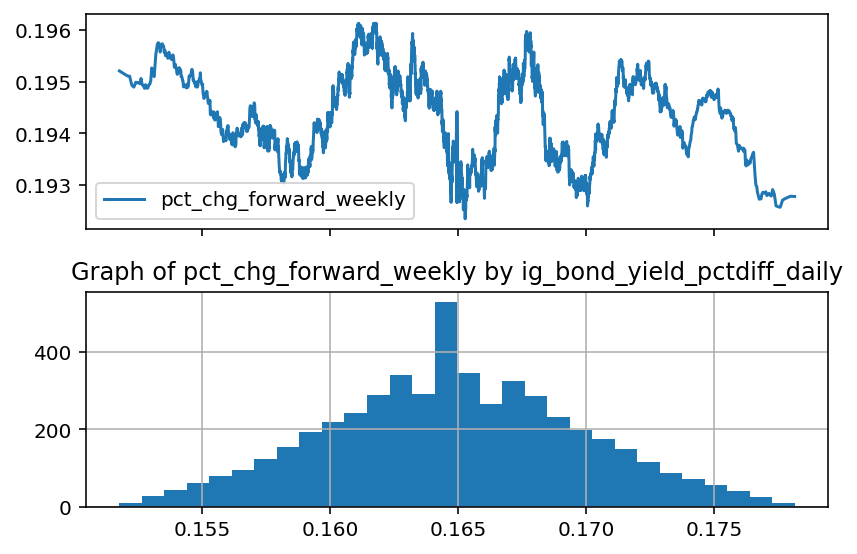 0.196
0.195
0.194
0.193
pct_chg_forward_weekly
Graph of pct_chg_forward_weekly by ig_bond_yield_pctdiff_daily
400
200
0
0.155 0.160 0.165 0.170 0.175